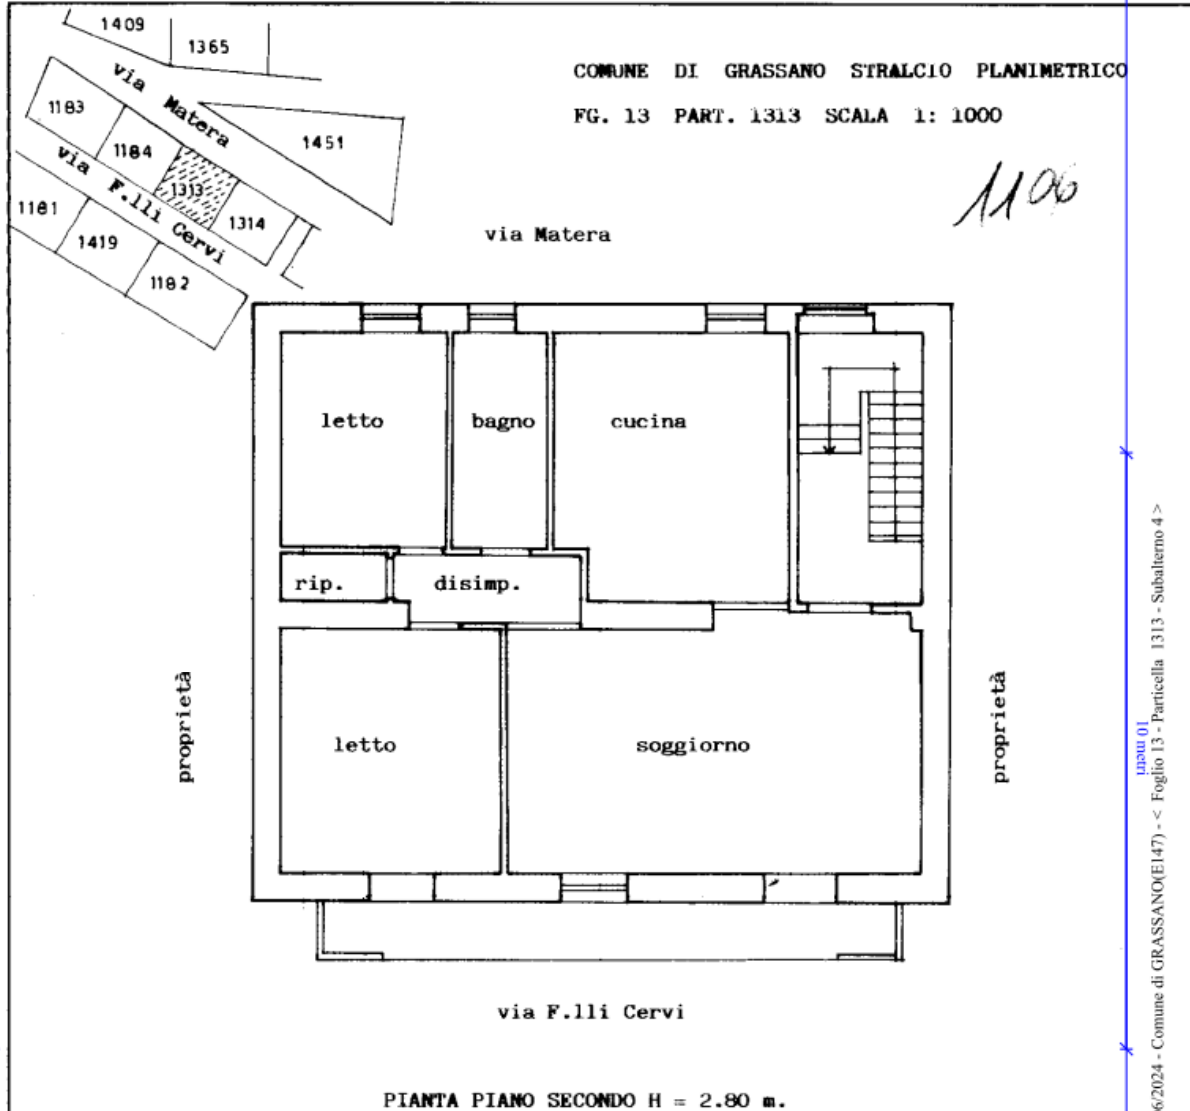 1409
1365
COMUNE DI GRASSANO STRALCIO PLANIMETRICO
via Matera
1183
FG. 13 PART. 1313 SCALA 1: 1000
1451
1184
via F.lli Cervi
1313
1106
1181
1314
1419
via Matera
1182
letto
bagno
cucina
rip.
disimp.
proprietà
letto
soggiorno
proprietà
10 metri
6/2024 - Comune di GRASSANO(E147) - < Foglio 13 - Particella 1313 - Subalterno 4 >
via F.lli Cervi
PIANTA PIANO SECONDO H = 2.80 m.